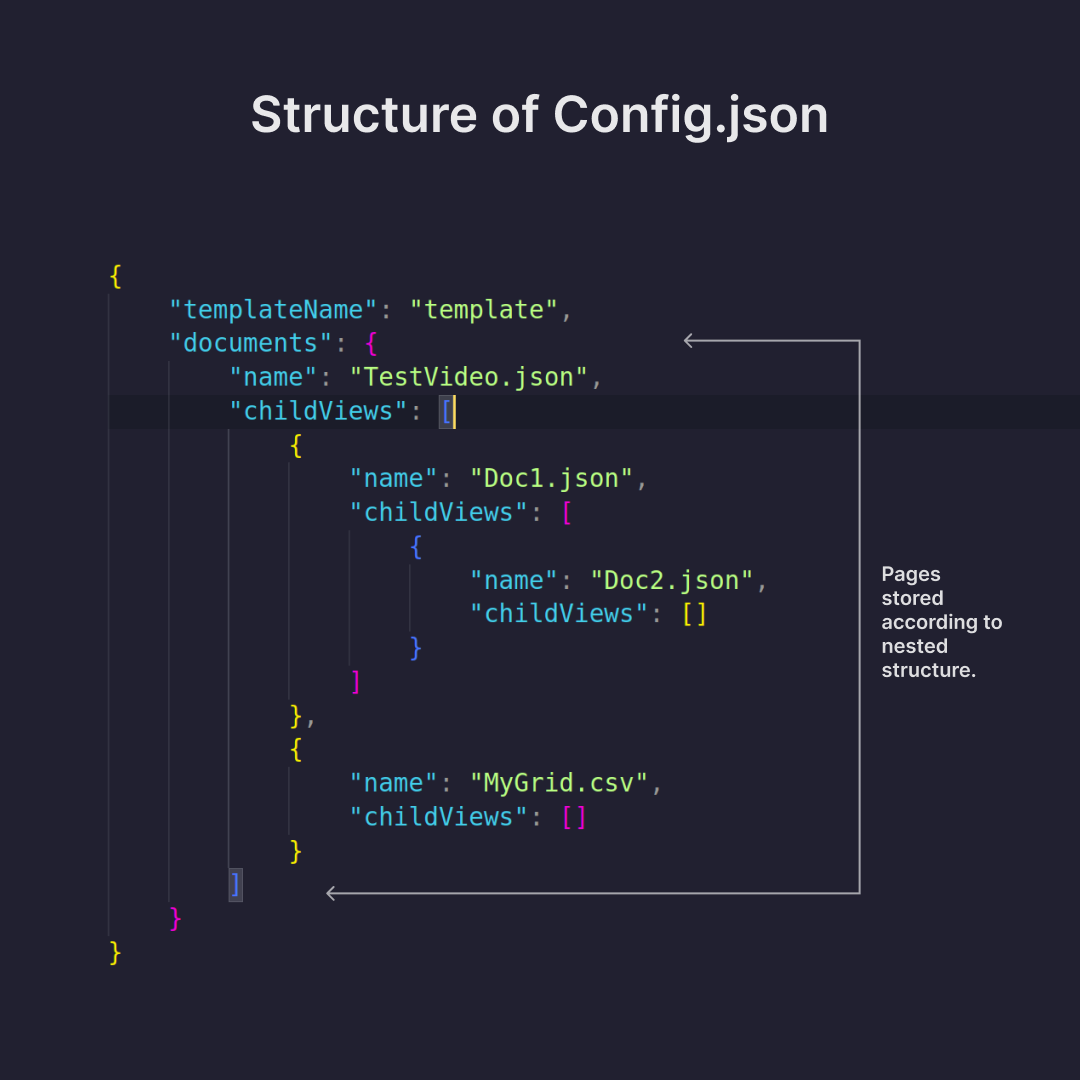 Structure of Config.json
{
    "templateName": "template",
    "documents": {
        "name": "TestVideo.json",
        "childViews": [
            {
                "name": "Doc1.json",
                "childViews": [
                    {
                        "name": "Doc2.json",
                        "childViews": []
                    }
                ]
            },
            {
                "name": "MyGrid.csv",
                "childViews": []
            }
        ]
    }
}
Pages
stored
according to
nested
structure.